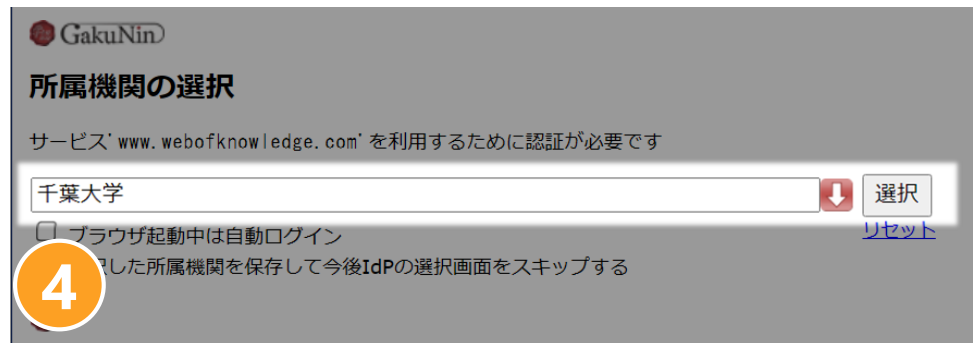 GakuNin
所属機関の選択
サービス'www.webofknowledge.com'を利用するために認証が必要です
千葉大学 選択
ブラウザ起動中は自動ログイン リセット
した所属機関を保存して今後IdPの選択画面をスキップする
4